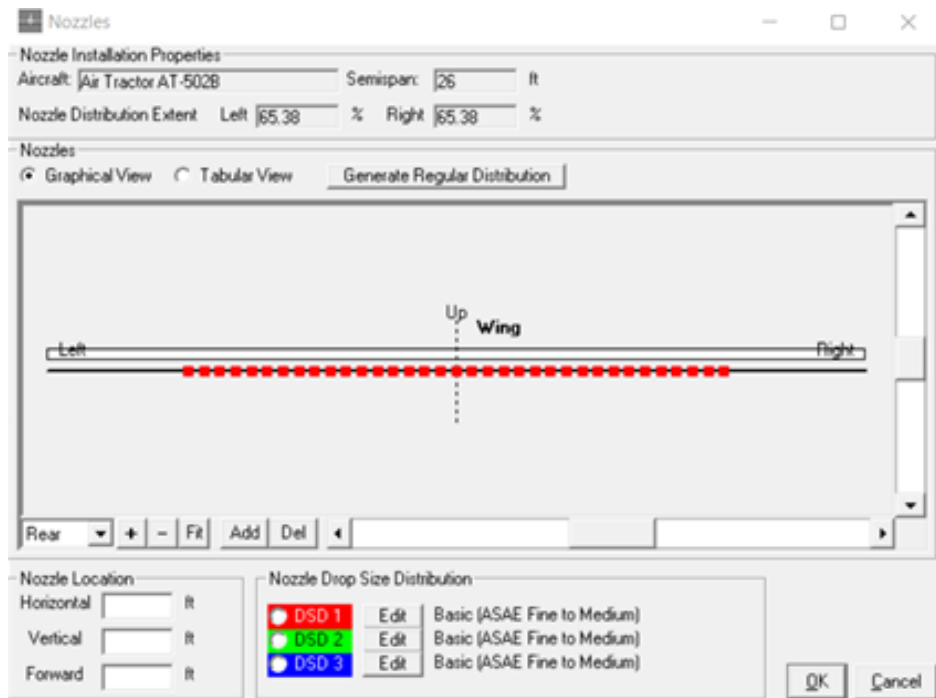 Nozzles
Nozzle Installation Properties
Aircraft: Air Tractor AT-502B Semispan: 26 ft
Nozzle Distribution Extent Left 65.38 % Right 65.38 %
Nozzles
Graphical View Tabular View Generate Regular Distribution
Up
Wing
Left Right
Rear + - Fit Add Del
Nozzle Location Nozzle Drop Size Distribution
Horizontal ft
DSD 1 Edit Basic (ASAE Fine to Medium)
Vertical ft
DSD 2 Edit Basic (ASAE Fine to Medium)
DSD 3 Edit Basic (ASAE Fine to Medium)
Forward ft
OK Cancel